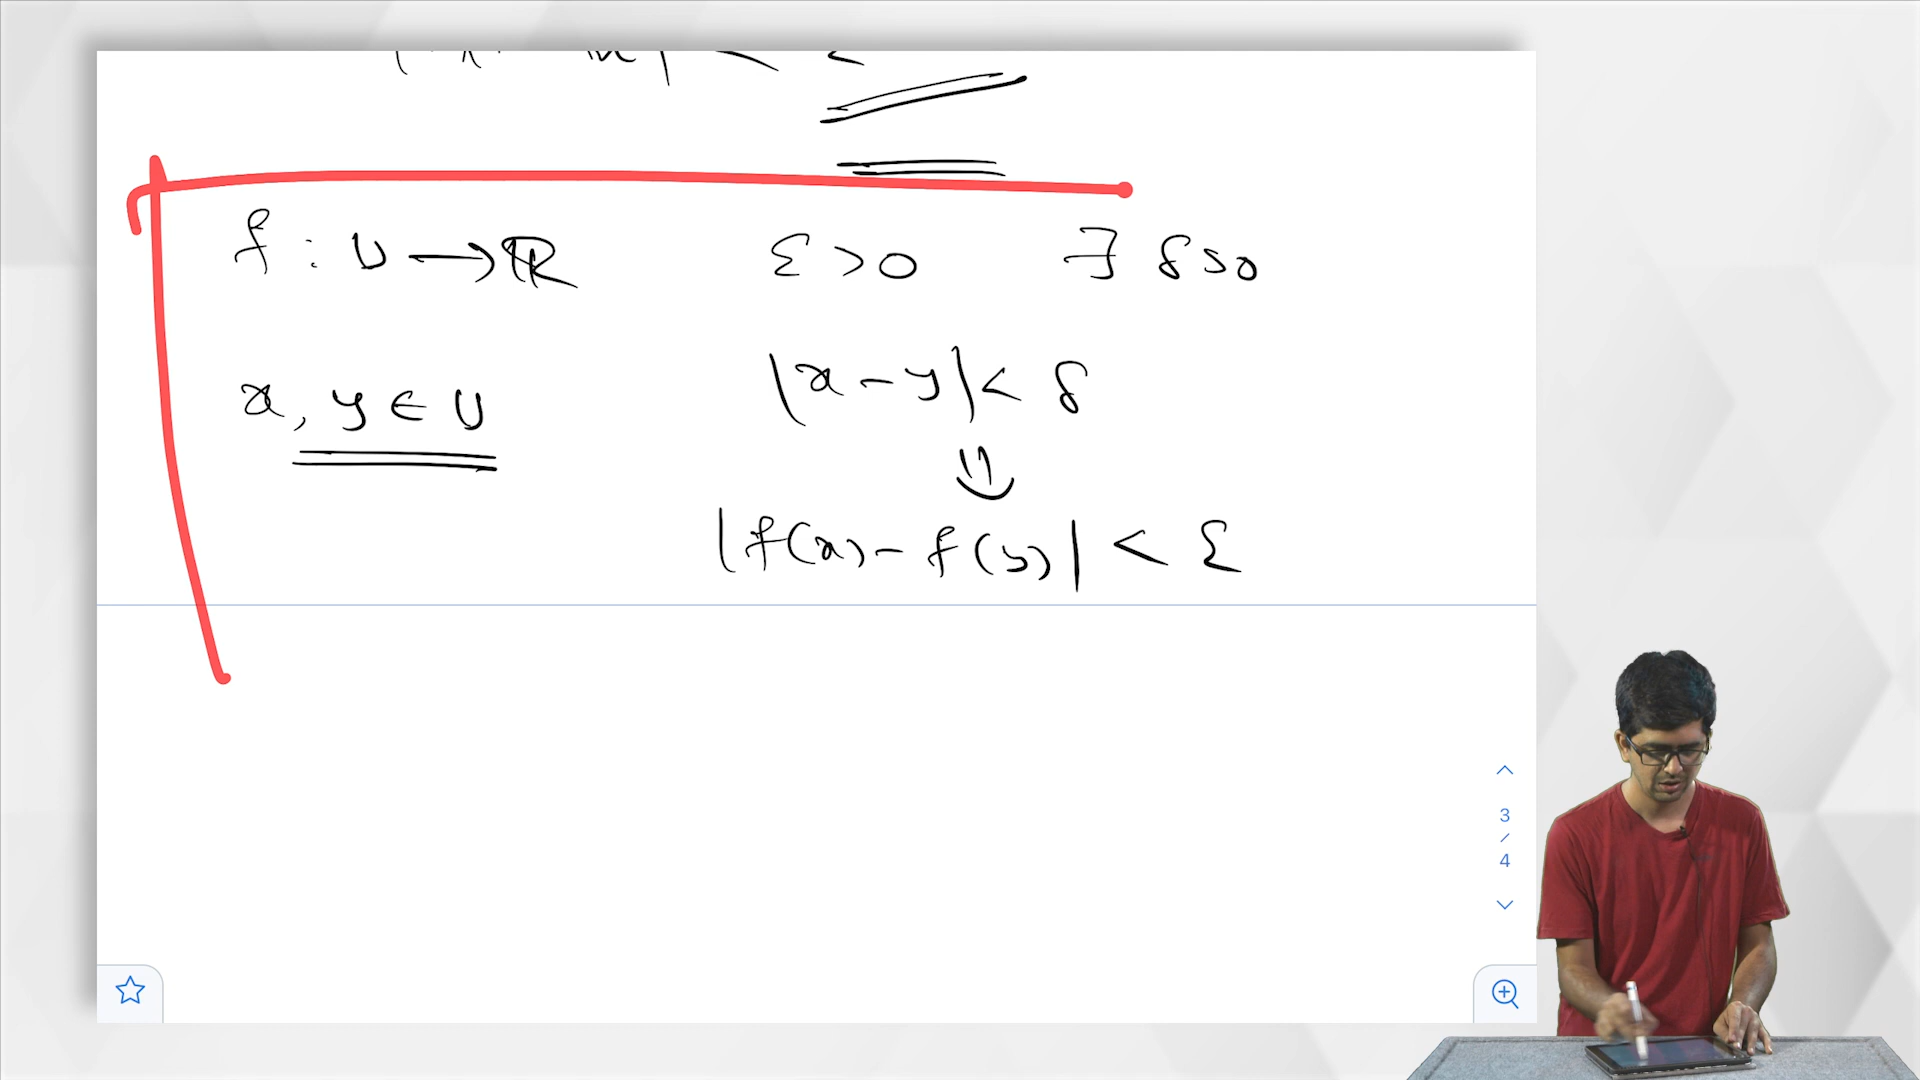 f : U → ℝ   ε > 0   ∃ δ > 0
x, y ∈ U   |x − y| < δ
⇓
|f(x) − f(y)| < ε
3
/
4